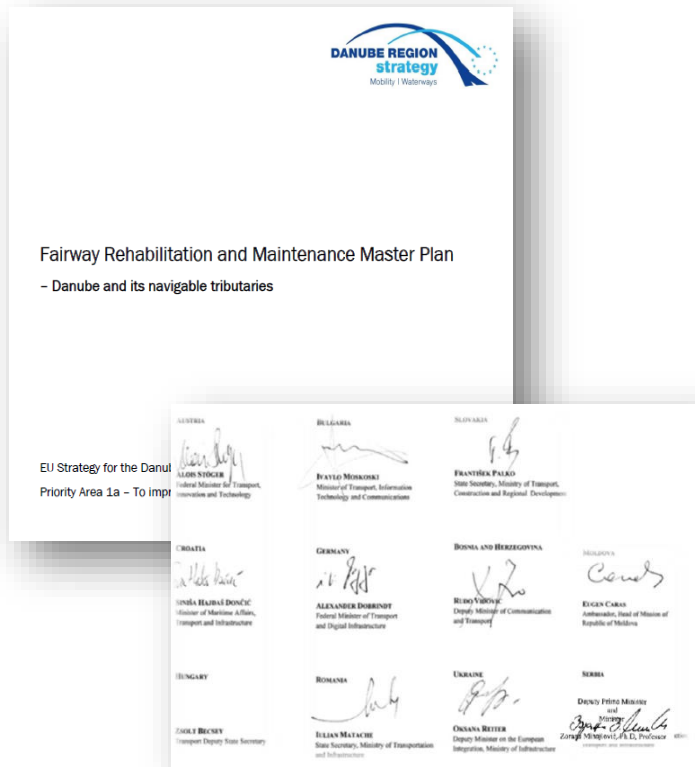 DANUBE REGION
strategy
Mobility | Waterways
Fairway Rehabilitation and Maintenance Master Plan
– Danube and its navigable tributaries
EU Strategy for the Danu
Priority Area 1a – To impr
AUSTRIA
ALOIS STÖGER
Federal Minister for Transport,
Innovation and Technology
BULGARIA
IVAYLO MOSKOVSKI
Minister of Transport, Information
Technology and Communications
SLOVAKIA
FRANTIŠEK PALKO
State Secretary, Ministry of Transport,
Construction and Regional Development
CROATIA
SINIŠA HAJDAŠ DONČIĆ
Minister of Maritime Affairs,
Transport and Infrastructure
GERMANY
ALEXANDER DOBRINDT
Federal Minister of Transport
and Digital Infrastructure
BOSNIA AND HERZEGOVINA
RUDO VIDOVIĆ
Deputy Minister of Communication
and Transport
MOLDOVA
EUGEN CARAS
Ambassador, Head of Mission of
Republic of Moldova
HUNGARY
ZSOLT BECSEY
Transport Deputy State Secretary
ROMANIA
IULIAN MATACHE
State Secretary, Ministry of Transportation
and Infrastructure
UKRAINE
OKSANA REITER
Deputy Minister on the European
Integration, Ministry of Infrastructure
SERBIA
Deputy Prime Minister
and
Minister
Zorana Mihajlović, Ph.D, Professor